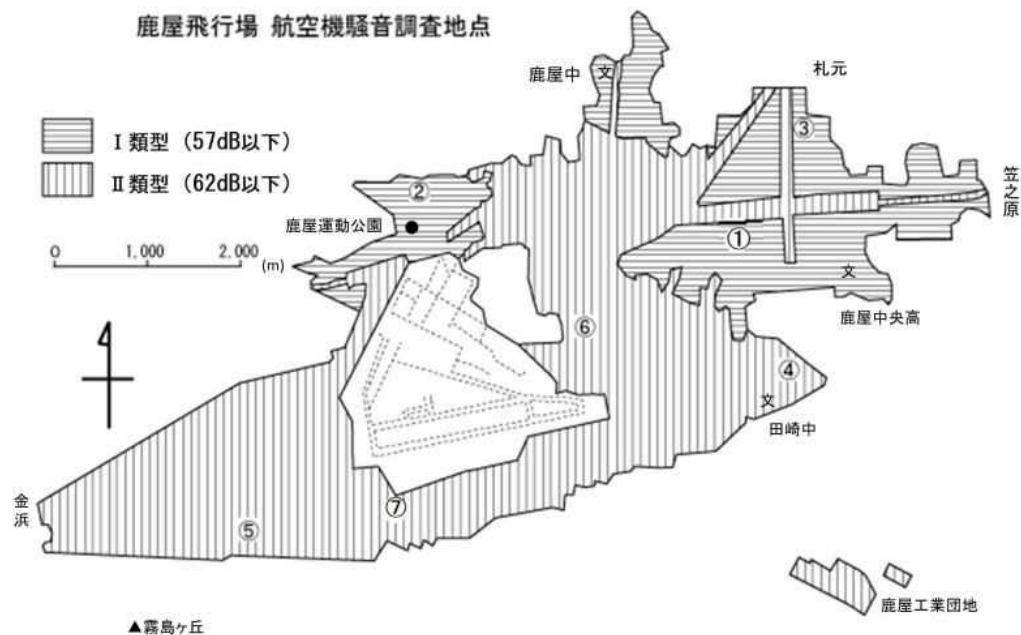 鹿屋飛行場 航空機騒音調査地点
鹿屋中
文
札元
Ⅰ類型（57dB以下）
③
Ⅱ類型（62dB以下）
②
笠之原
鹿屋運動公園
①
0 1,000 2,000 (m)
文
鹿屋中央高
⑥
④
文
田崎中
金浜
⑦
⑤
鹿屋工業団地
▲霧島ヶ丘